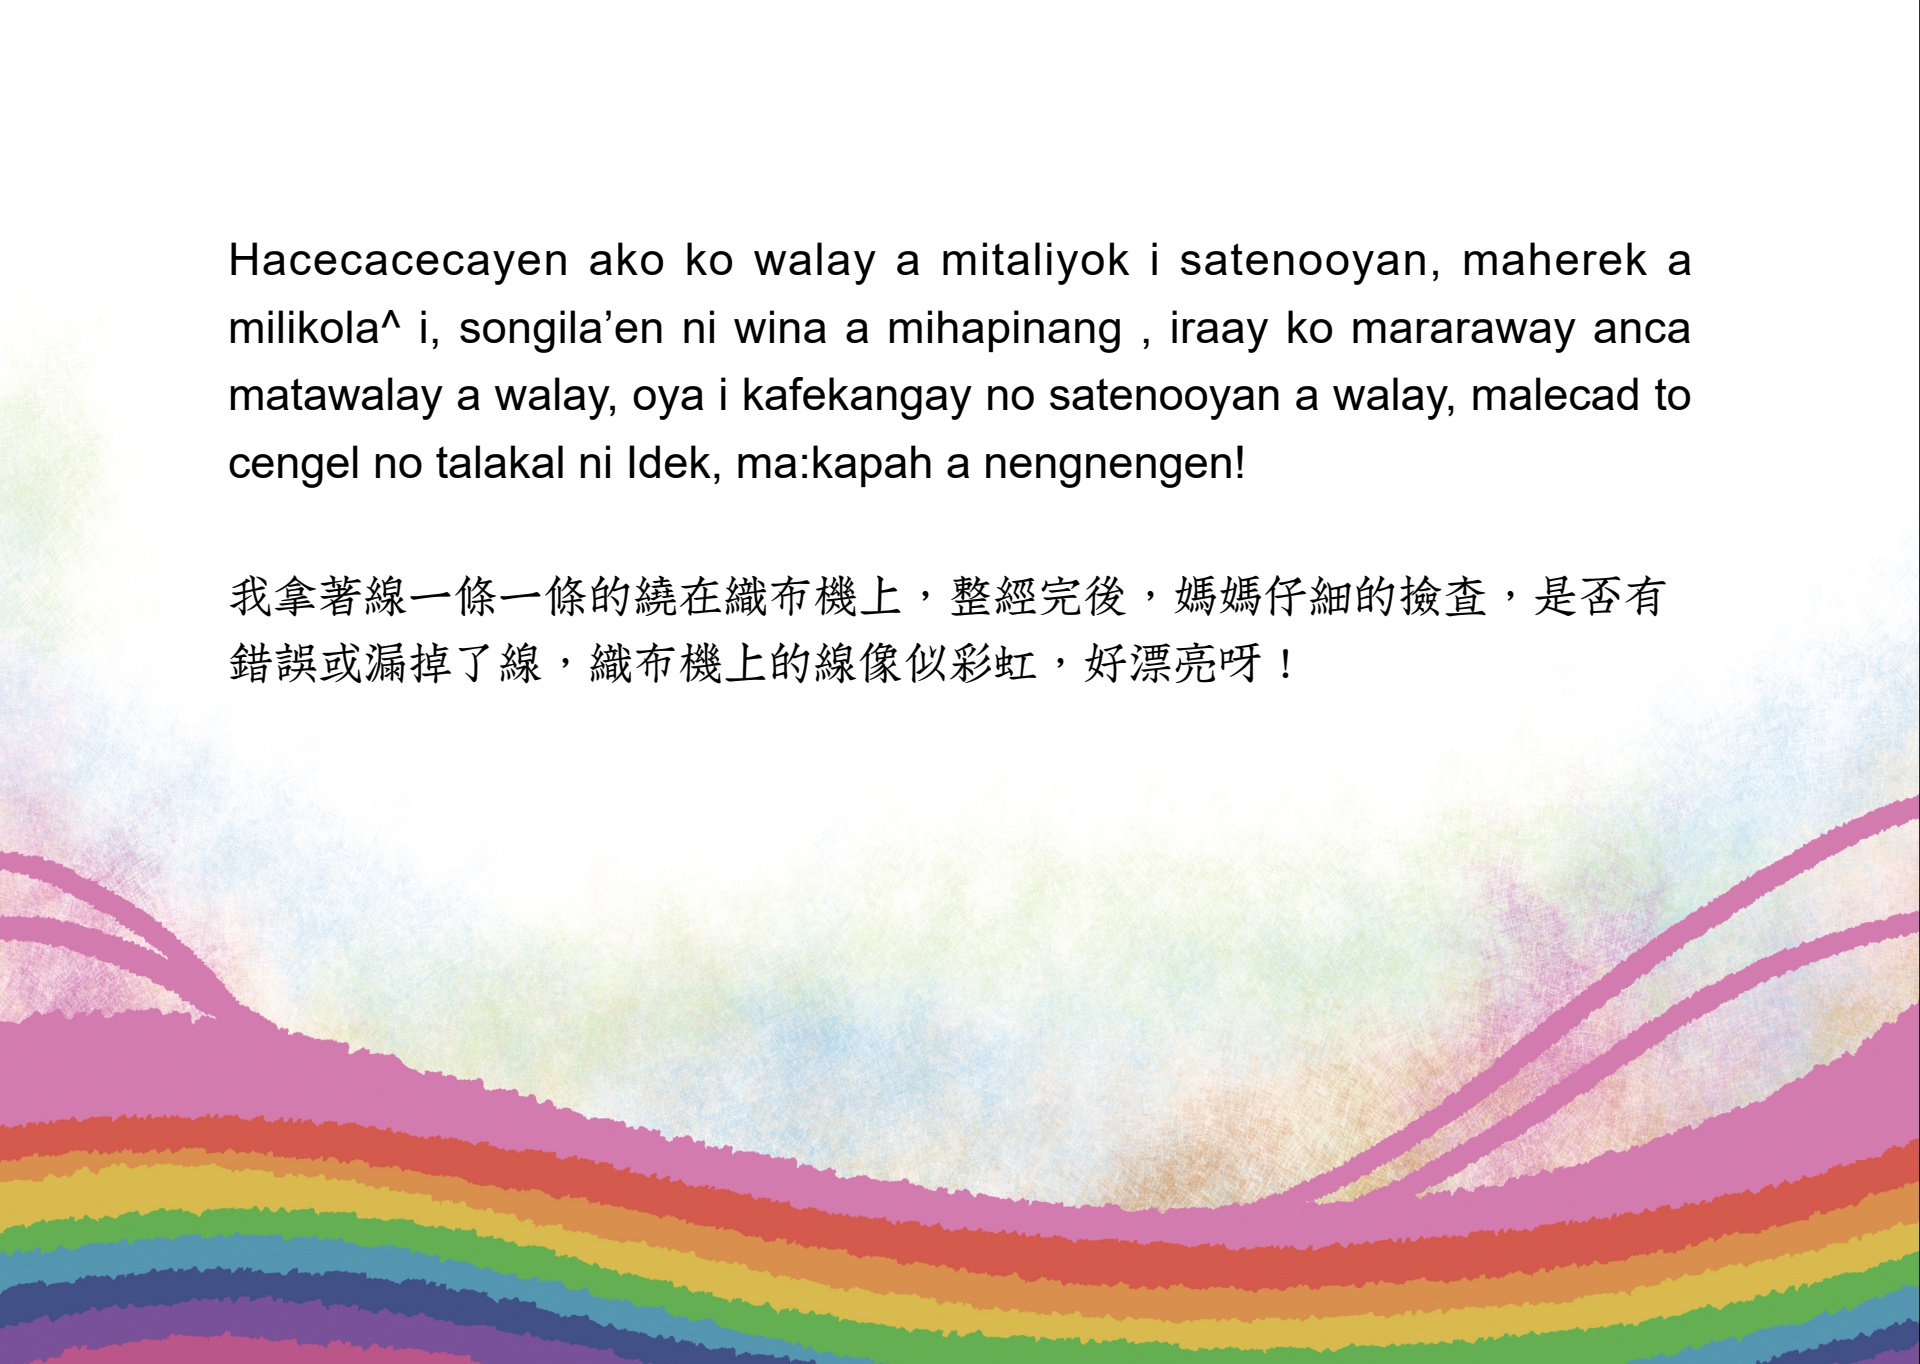 Hacecacecayen ako ko walay a mitaliyok i satenooyan, maherek a
milikola^ i, songila’en ni wina a mihapinang , iraay ko mararaway anca
matawalay a walay, oya i kafekangay no satenooyan a walay, malecad to
cengel no talakal ni Idek, ma:kapah a nengnengen!
我拿著線一條一條的繞在織布機上，整經完後，媽媽仔細的撿查，是否有
錯誤或漏掉了線，織布機上的線像似彩虹，好漂亮呀！